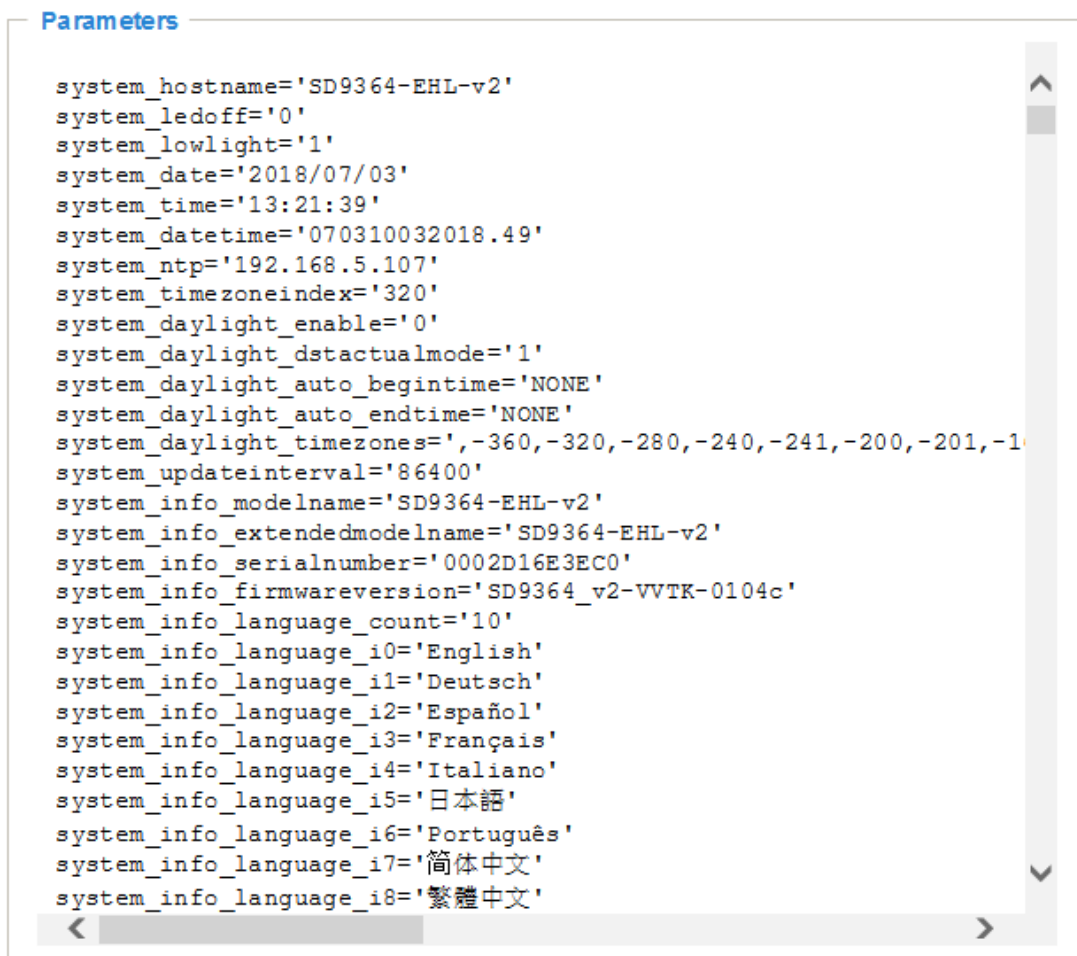 Parameters
system_hostname='SD9364-EHL-v2'
system_ledoff='0'
system_lowlight='1'
system_date='2018/07/03'
system_time='13:21:39'
system_datetime='070310032018.49'
system_ntp='192.168.5.107'
system_timezoneindex='320'
system_daylight_enable='0'
system_daylight_dstactualmode='1'
system_daylight_auto_begintime='NONE'
system_daylight_auto_endtime='NONE'
system_daylight_timezones=',-360,-320,-280,-240,-241,-200,-201,-1
system_updateinterval='86400'
system_info_modelname='SD9364-EHL-v2'
system_info_extendedmodelname='SD9364-EHL-v2'
system_info_serialnumber='0002D16E3EC0'
system_info_firmwareversion='SD9364_v2-VVTK-0104c'
system_info_language_count='10'
system_info_language_i0='English'
system_info_language_i1='Deutsch'
system_info_language_i2='Español'
system_info_language_i3='Français'
system_info_language_i4='Italiano'
system_info_language_i5='日本語'
system_info_language_i6='Português'
system_info_language_i7='简体中文'
system_info_language_i8='繁體中文'